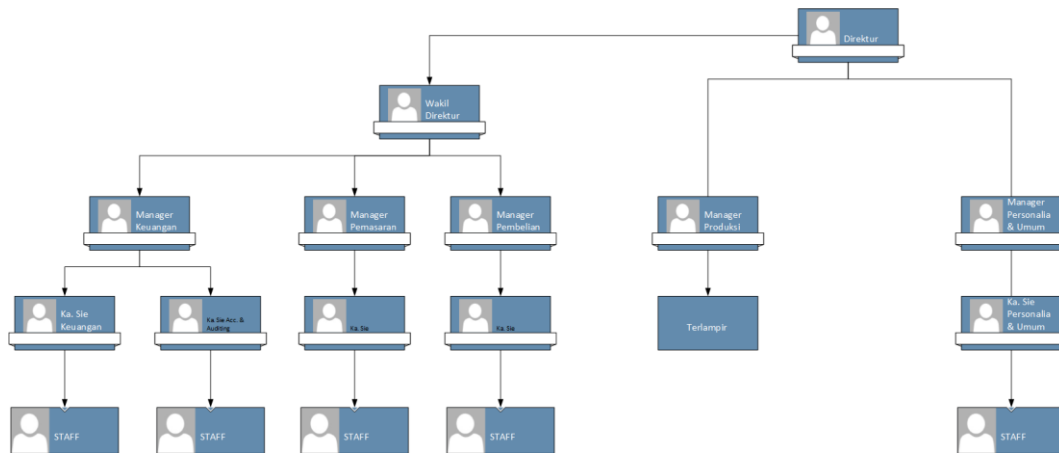 Direktur
Wakil
Direktur
Manager
Keuangan
Manager
Pemasaran
Manager
Pembelian
Manager
Produksi
Manager
Personalia
& Umum
Ka. Sie
Keuangan
Ka. Sie Acc. &
Auditing
Ka. Sie
Ka. Sie
Terlampir
Ka. Sie
Personalia
& Umum
STAFF
STAFF
STAFF
STAFF
STAFF